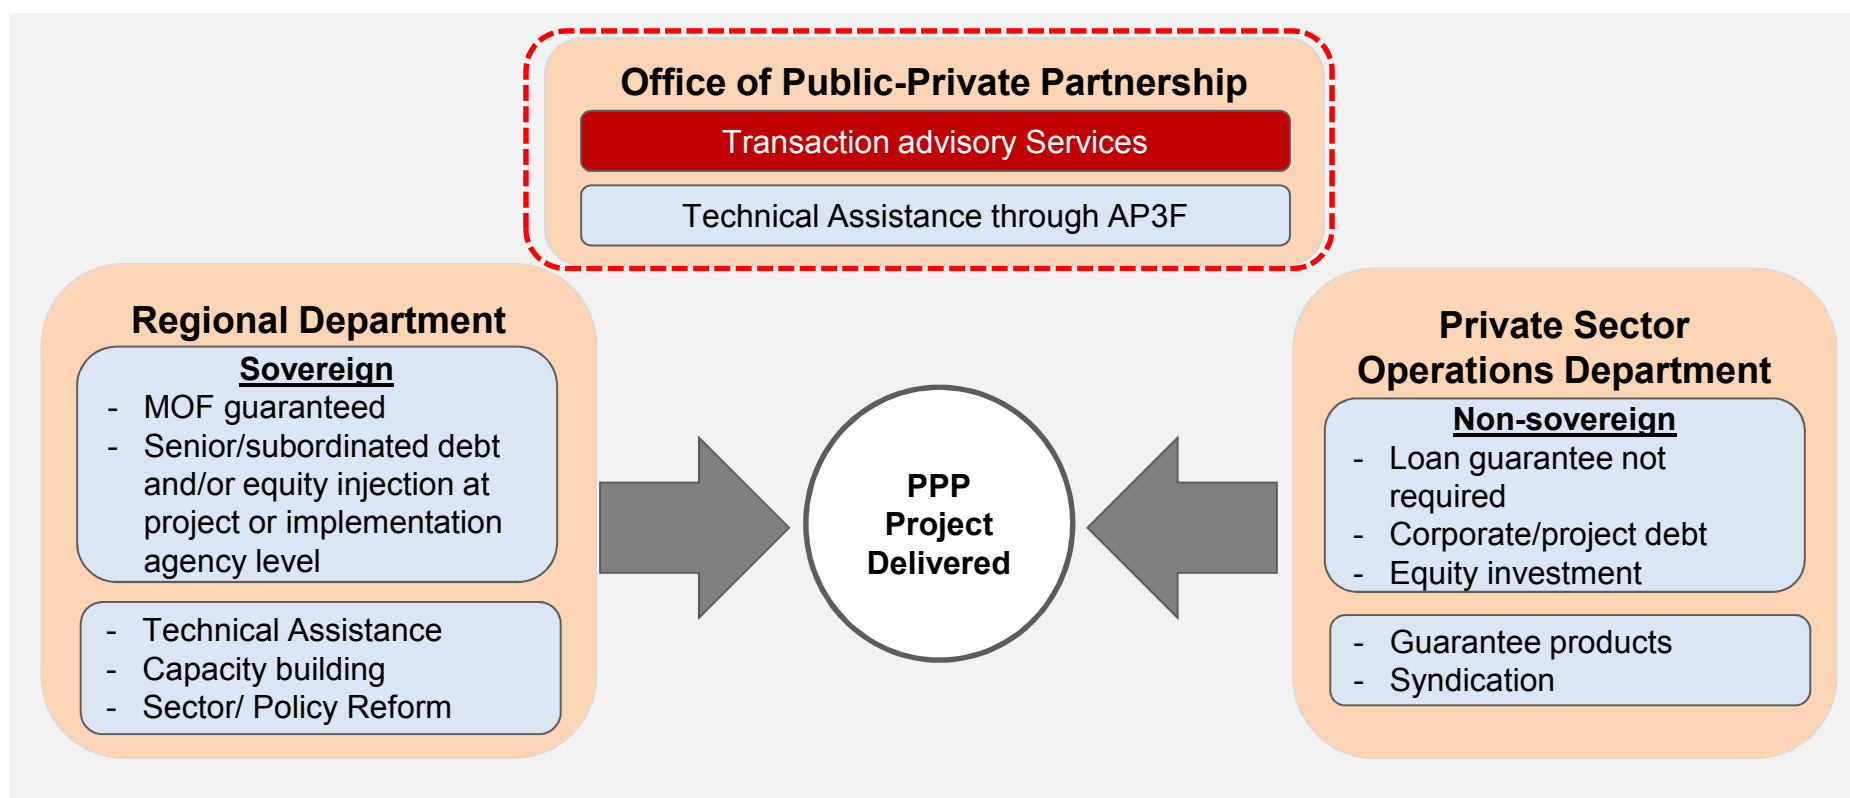 Office of Public-Private Partnership
Transaction advisory Services
Technical Assistance through AP3F
Regional Department
Sovereign
- MOF guaranteed
- Senior/subordinated debt
and/or equity injection at
project or implementation
agency level
- Technical Assistance
- Capacity building
- Sector/ Policy Reform
PPP
Project
Delivered
Private Sector
Operations Department
Non-sovereign
- Loan guarantee not
required
- Corporate/project debt
- Equity investment
- Guarantee products
- Syndication